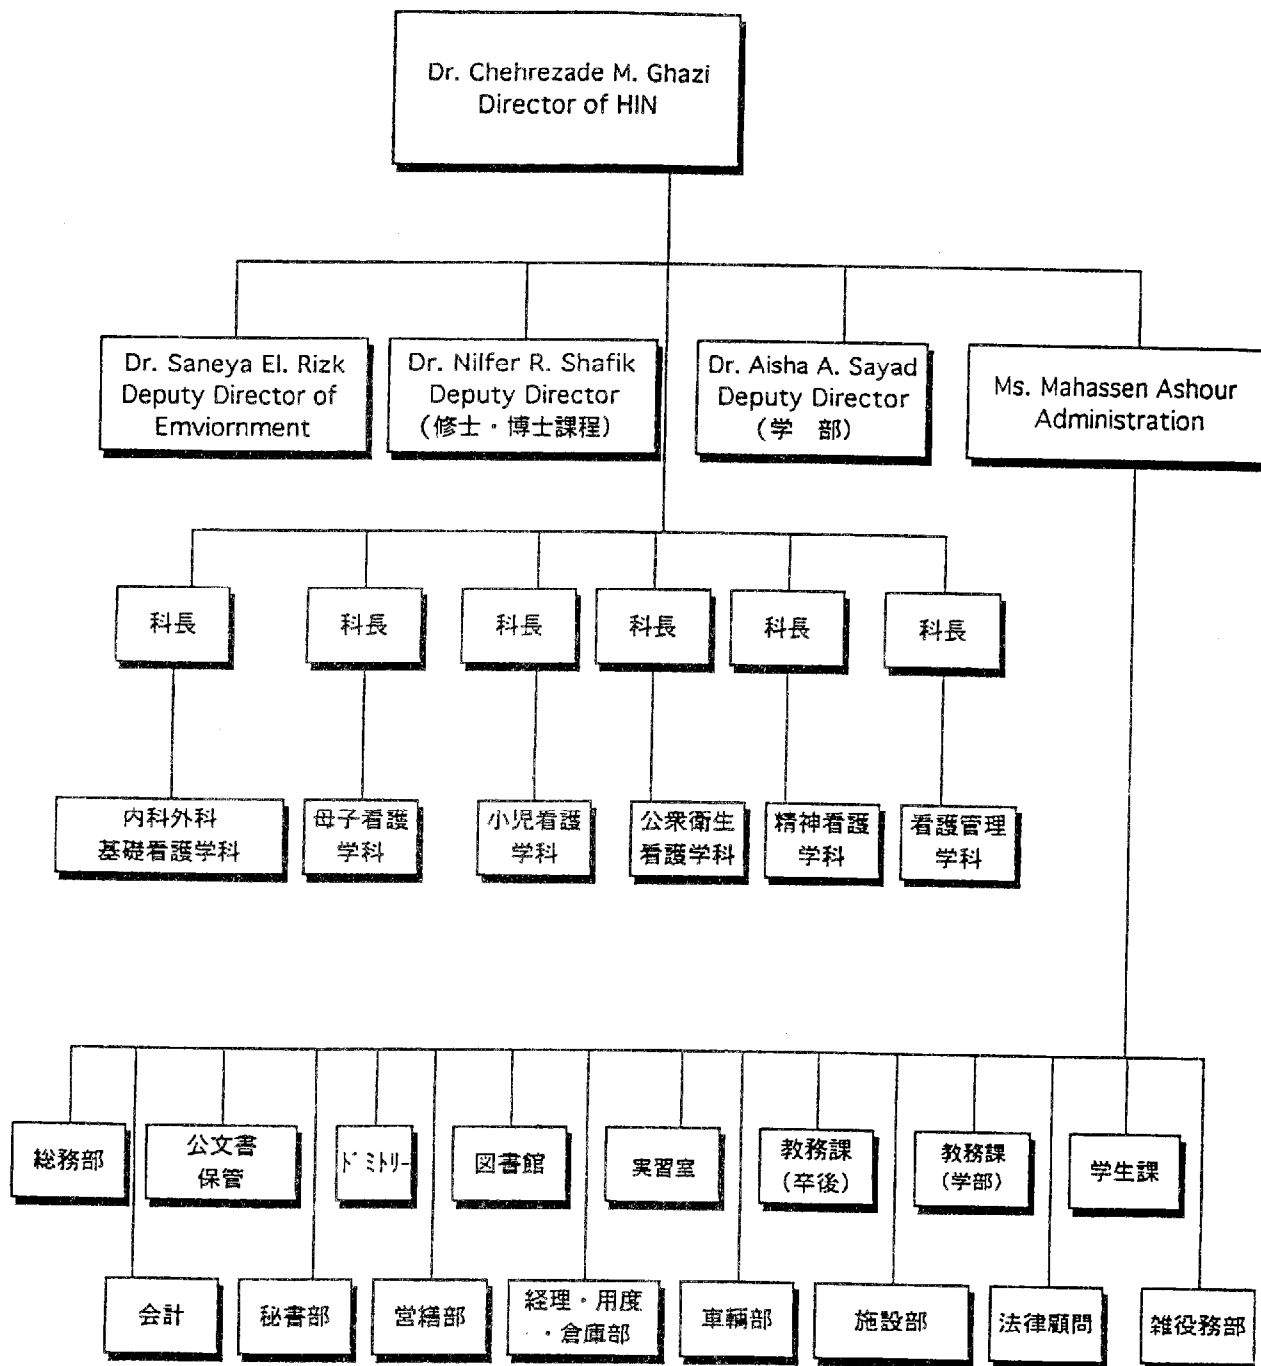 Dr. Chehrezade M. Ghazi
Director of HIN
Dr. Saneya El. Rizk
Deputy Director of
Emviornment
Dr. Nilfer R. Shafik
Deputy Director
(修士・博士課程)
Dr. Aisha A. Sayad
Deputy Director
(学　部)
Ms. Mahassen Ashour
Administration
科長
科長
科長
科長
科長
科長
内科外科
基礎看護学科
母子看護
学科
小児看護
学科
公衆衛生
看護学科
精神看護
学科
看護管理
学科
総務部
公文書
保管
ドミトリー
図書館
実習室
教務課
(卒後)
教務課
(学部)
学生課
会計
秘書部
営繕部
経理・用度
・倉庫部
車輌部
施設部
法律顧問
雑役務部